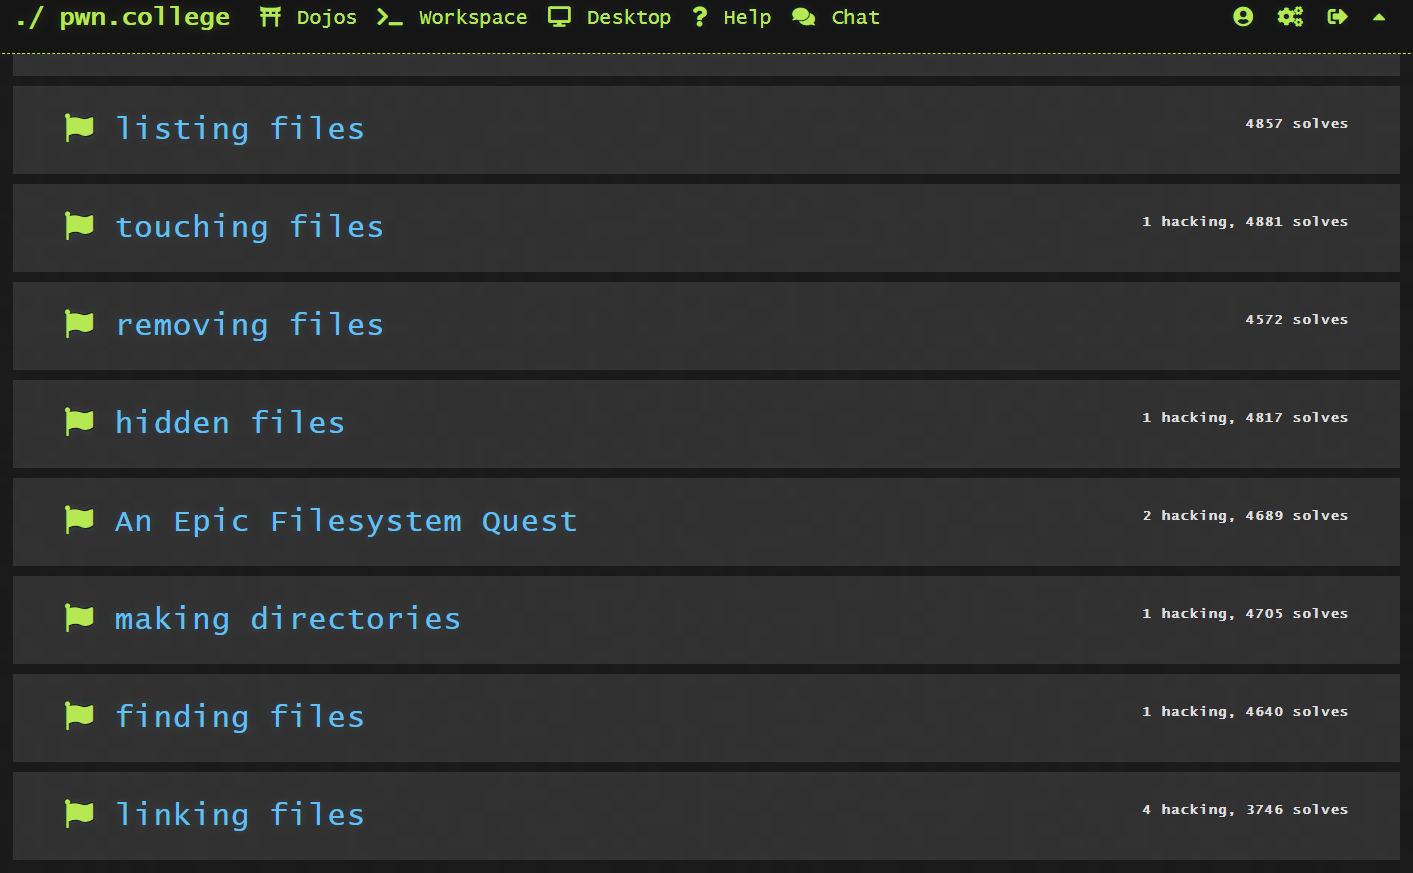 ./ pwn.college Dojos Workspace Desktop ? Help Chat
listing files 4857 solves
touching files 1 hacking, 4881 solves
removing files 4572 solves
hidden files 1 hacking, 4817 solves
An Epic Filesystem Quest 2 hacking, 4689 solves
making directories 1 hacking, 4705 solves
finding files 1 hacking, 4640 solves
linking files 4 hacking, 3746 solves